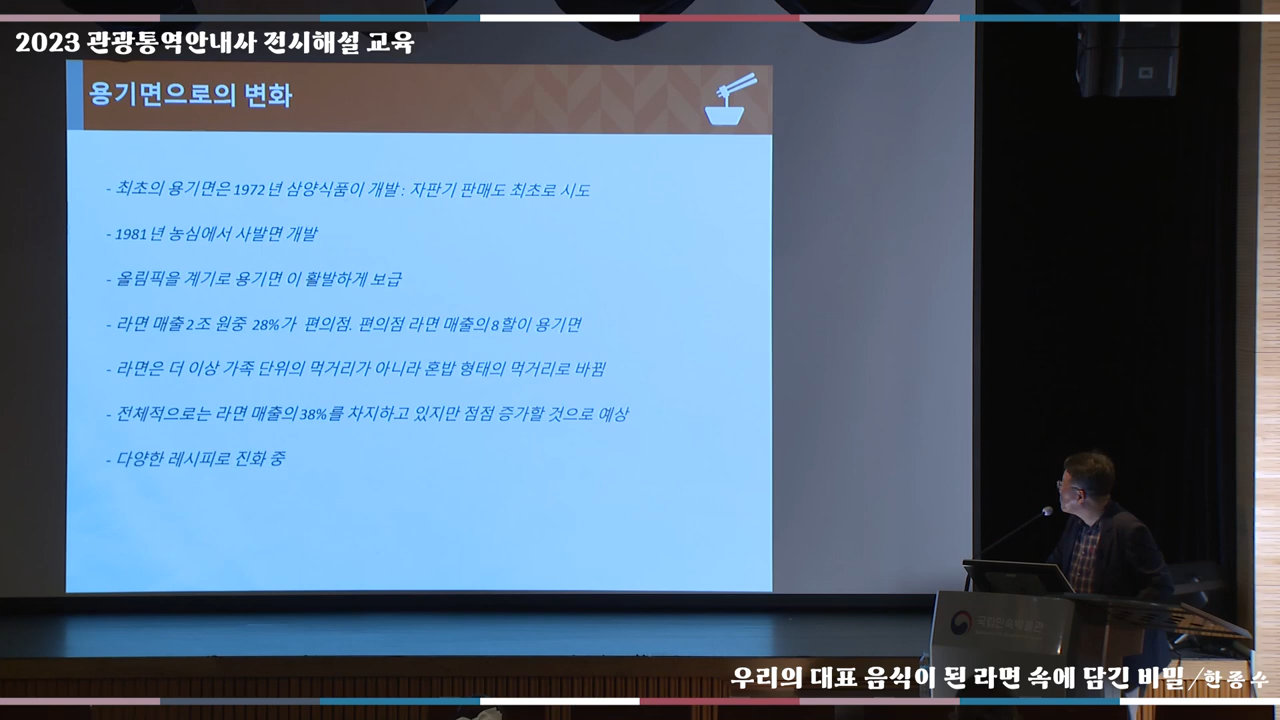 2023 관광통역안내사 전시해설 교육
용기면으로의 변화
- 최초의 용기면은 1972년 삼양식품이 개발 : 자판기 판매도 최초로 시도
- 1981년 농심에서 사발면 개발
- 올림픽을 계기로 용기면 이 활발하게 보급
- 라면 매출 2조 원중 28%가 편의점. 편의점 라면 매출의 8할이 용기면
- 라면은 더 이상 가족 단위의 먹거리가 아니라 혼밥 형태의 먹거리로 바뀜
- 전체적으로는 라면 매출의 38%를 차지하고 있지만 점점 증가할 것으로 예상
- 다양한 레시피로 진화 중
국립민속박물관
우리의 대표 음식이 된 라면 속에 담긴 비밀 / 한종수